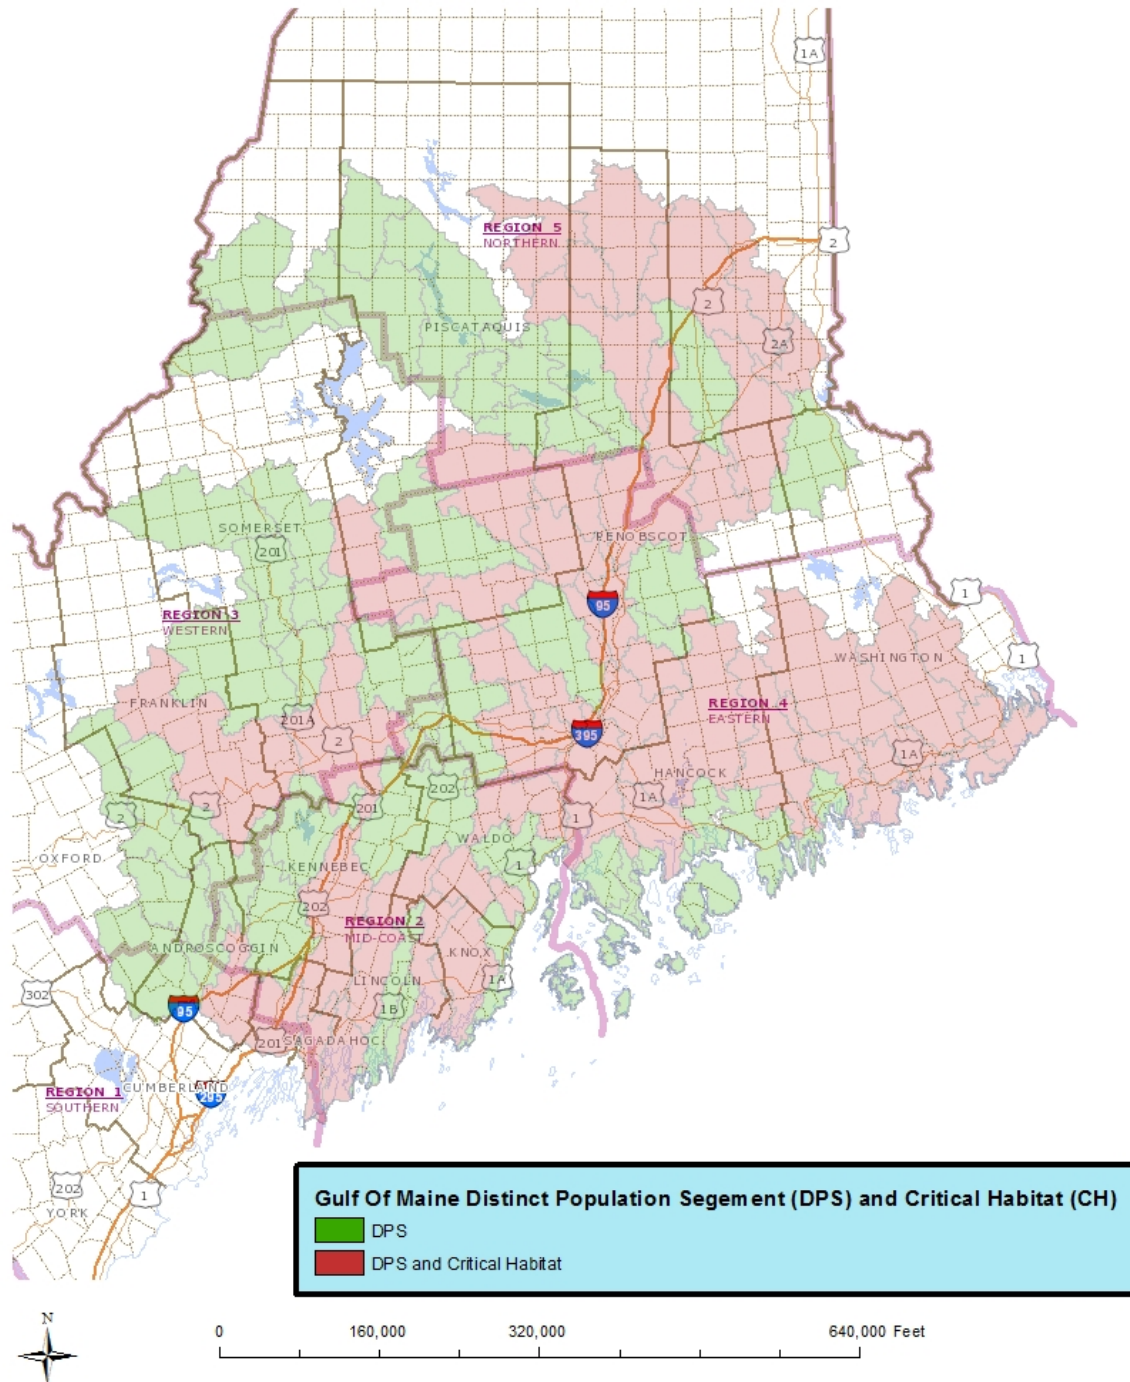 1A
REGION 5
NORTHERN
2
2
PISCATAQUIS
2A
SOMERSET
201
PENOBSCOT
95
1
REGION 3
WESTERN
1
WASHINGTON
FRANKLIN
REGION 4
EASTERN
201A
2
395
1A
HANCOCK
202
1A
2
2
201
1
WALDO
OXFORD
KENNEBEC
1
202
REGION 2
MID-COAST
ANDROSCOGGIN
KNOX
LINCOLN
1A
302
95
1B
201
SAGADAHOC
REGION 1
CUMBERLAND
295
SOUTHERN
202
1
YORK
Gulf Of Maine Distinct Population Segement (DPS) and Critical Habitat (CH)
DPS
DPS and Critical Habitat
N
0 160,000 320,000 640,000 Feet